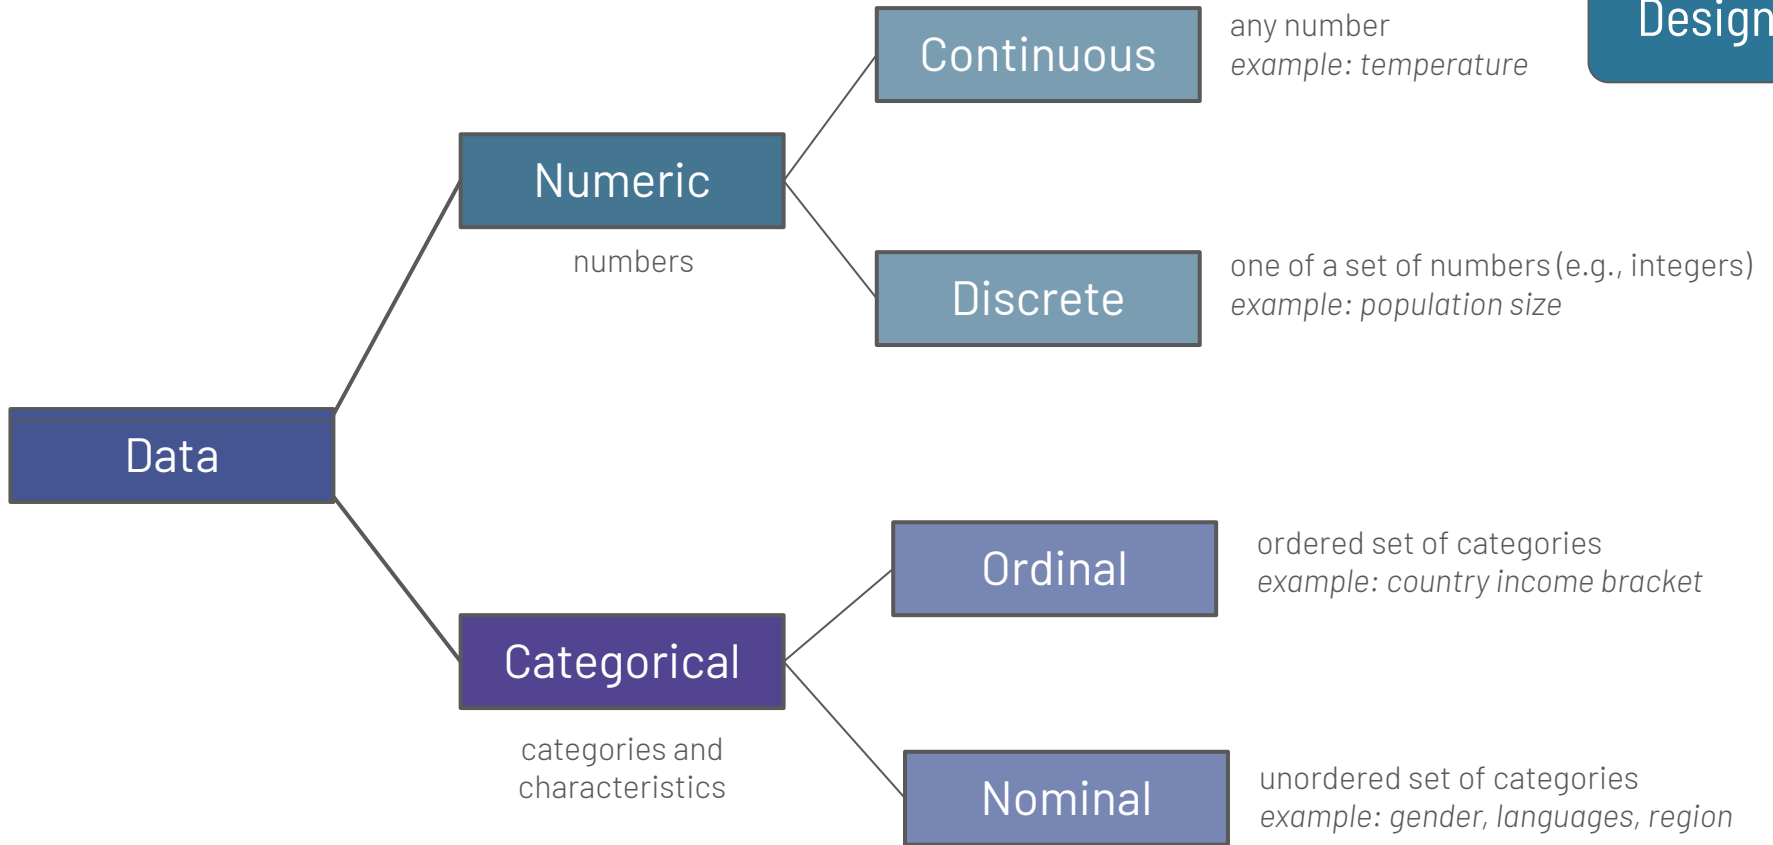 Design
Continuous
any number
example: temperature
Numeric
numbers
Discrete
one of a set of numbers (e.g., integers)
example: population size
Data
Ordinal
ordered set of categories
example: country income bracket
Categorical
categories and
characteristics
Nominal
unordered set of categories
example: gender, languages, region